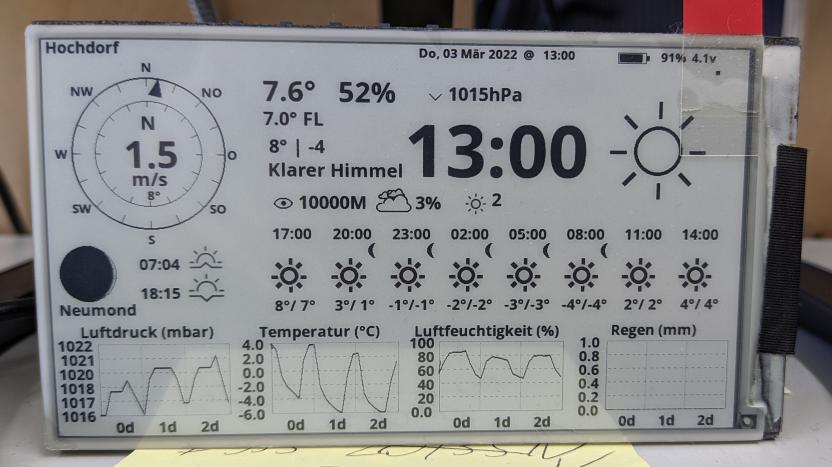 Hochdorf
Do, 03 Mär 2022 @ 13:00
91% 4.1v
N
NW
NO
W
O
SW
SO
S
N
1.5
m/s
8°
7.6° 52%
1015hPa
7.0° FL
8° | -4
Klarer Himmel
13:00
10000M
3%
2
07:04
18:15
Neumond
17:00 20:00 23:00 02:00 05:00 08:00 11:00 14:00
8°/ 7° 3°/ 1° -1°/-1° -2°/-2° -3°/-3° -4°/-4° 2°/ 2° 4°/ 4°
Luftdruck (mbar)
1022
1021
1020
1018
1017
1016
0d 1d 2d
Temperatur (°C)
4.0
2.0
0.0
-2.0
-4.0
-6.0
0d 1d 2d
Luftfeuchtigkeit (%)
100
80
60
40
20
0.0
0d 1d 2d
Regen (mm)
1.0
0.8
0.6
0.4
0.2
0.0
0d 1d 2d